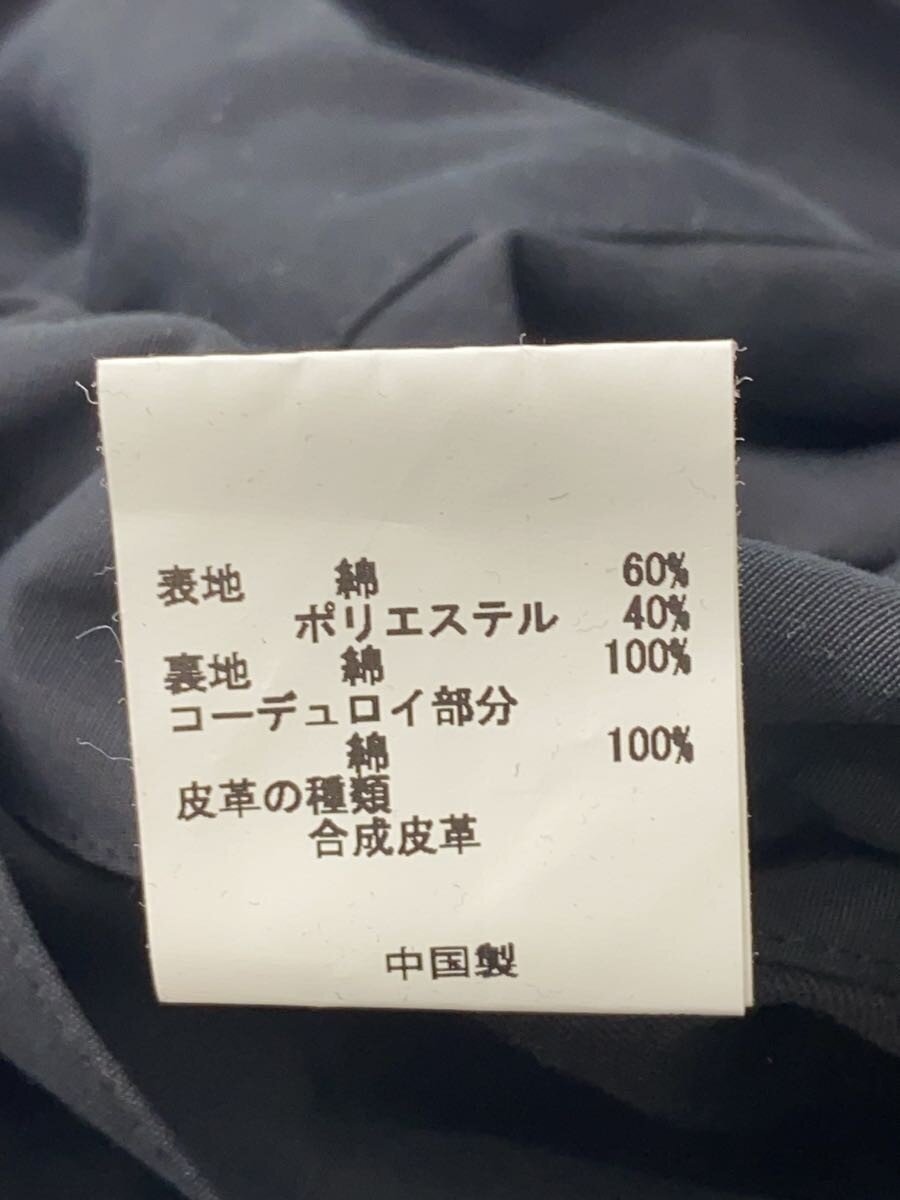 表地 綿 60%
ポリエステル 40%
裏地 綿 100%
コーデュロイ部分
綿 100%
皮革の種類
合成皮革
中国製